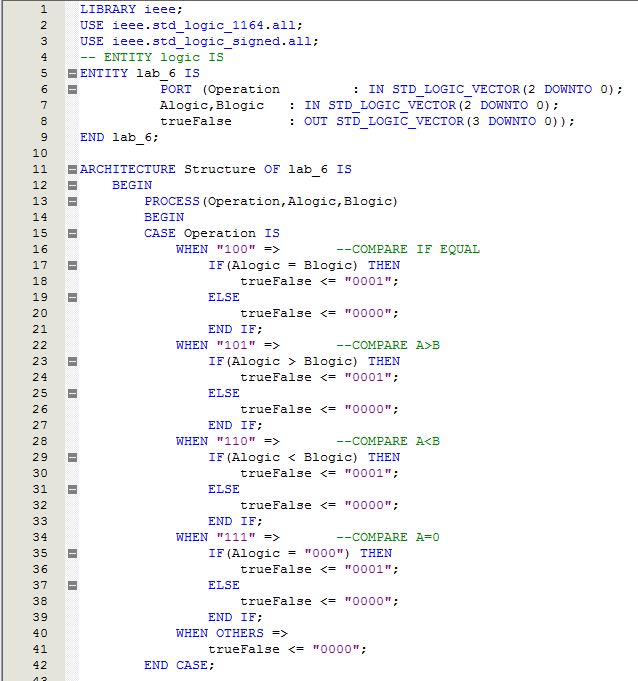 1 LIBRARY ieee;
2 USE ieee.std_logic_1164.all;
3 USE ieee.std_logic_signed.all;
4 -- ENTITY logic IS
5 ENTITY lab_6 IS
6 PORT (Operation : IN STD_LOGIC_VECTOR(2 DOWNTO 0);
7 Alogic,Blogic : IN STD_LOGIC_VECTOR(2 DOWNTO 0);
8 trueFalse : OUT STD_LOGIC_VECTOR(3 DOWNTO 0));
9 END lab_6;
10
11 ARCHITECTURE Structure OF lab_6 IS
12 BEGIN
13 PROCESS(Operation,Alogic,Blogic)
14 BEGIN
15 CASE Operation IS
16 WHEN "100" => --COMPARE IF EQUAL
17 IF(Alogic = Blogic) THEN
18 trueFalse <= "0001";
19 ELSE
20 trueFalse <= "0000";
21 END IF;
22 WHEN "101" => --COMPARE A>B
23 IF(Alogic > Blogic) THEN
24 trueFalse <= "0001";
25 ELSE
26 trueFalse <= "0000";
27 END IF;
28 WHEN "110" => --COMPARE A<B
29 IF(Alogic < Blogic) THEN
30 trueFalse <= "0001";
31 ELSE
32 trueFalse <= "0000";
33 END IF;
34 WHEN "111" => --COMPARE A=0
35 IF(Alogic = "000") THEN
36 trueFalse <= "0001";
37 ELSE
38 trueFalse <= "0000";
39 END IF;
40 WHEN OTHERS =>
41 trueFalse <= "0000";
42 END CASE;
43